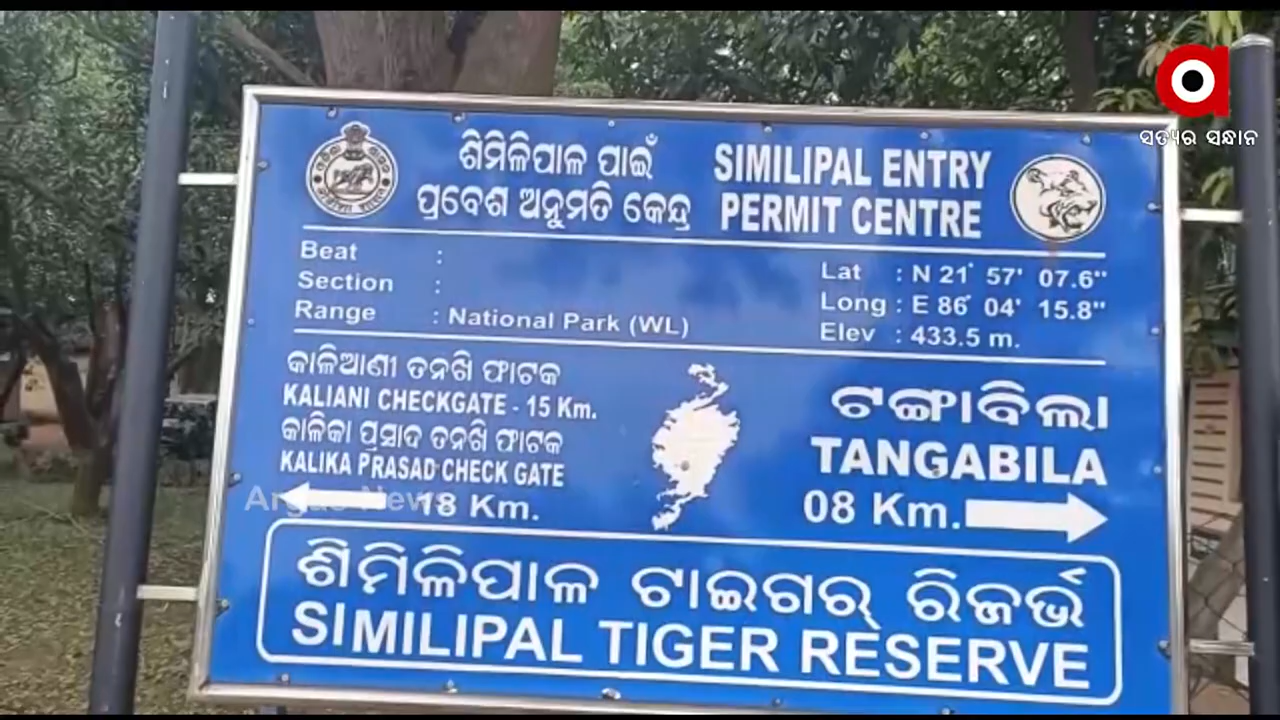 ସତ୍ୟର ସନ୍ଧାନ
ଶିମିଳିପାଳ ପାଇଁ
ପ୍ରବେଶ ଅନୁମତି କେନ୍ଦ୍ର
SIMILIPAL ENTRY
PERMIT CENTRE
Beat :
Section :
Range : National Park (WL)
Lat : N 21° 57' 07.6"
Long : E 86° 04' 15.8"
Elev : 433.5 m.
କାଳିଆଣୀ ତନଖି ଫାଟକ
KALIANI CHECKGATE - 15 Km.
କାଳିକା ପ୍ରସାଦ ତନଖି ଫାଟକ
KALIKA PRASAD CHECK GATE
18 Km.
Argus News
ଟଙ୍ଗାବିଲା
TANGABILA
08 Km.
ଶିମିଳିପାଳ ଟାଇଗର୍ ରିଜର୍ଭ
SIMILIPAL TIGER RESERVE